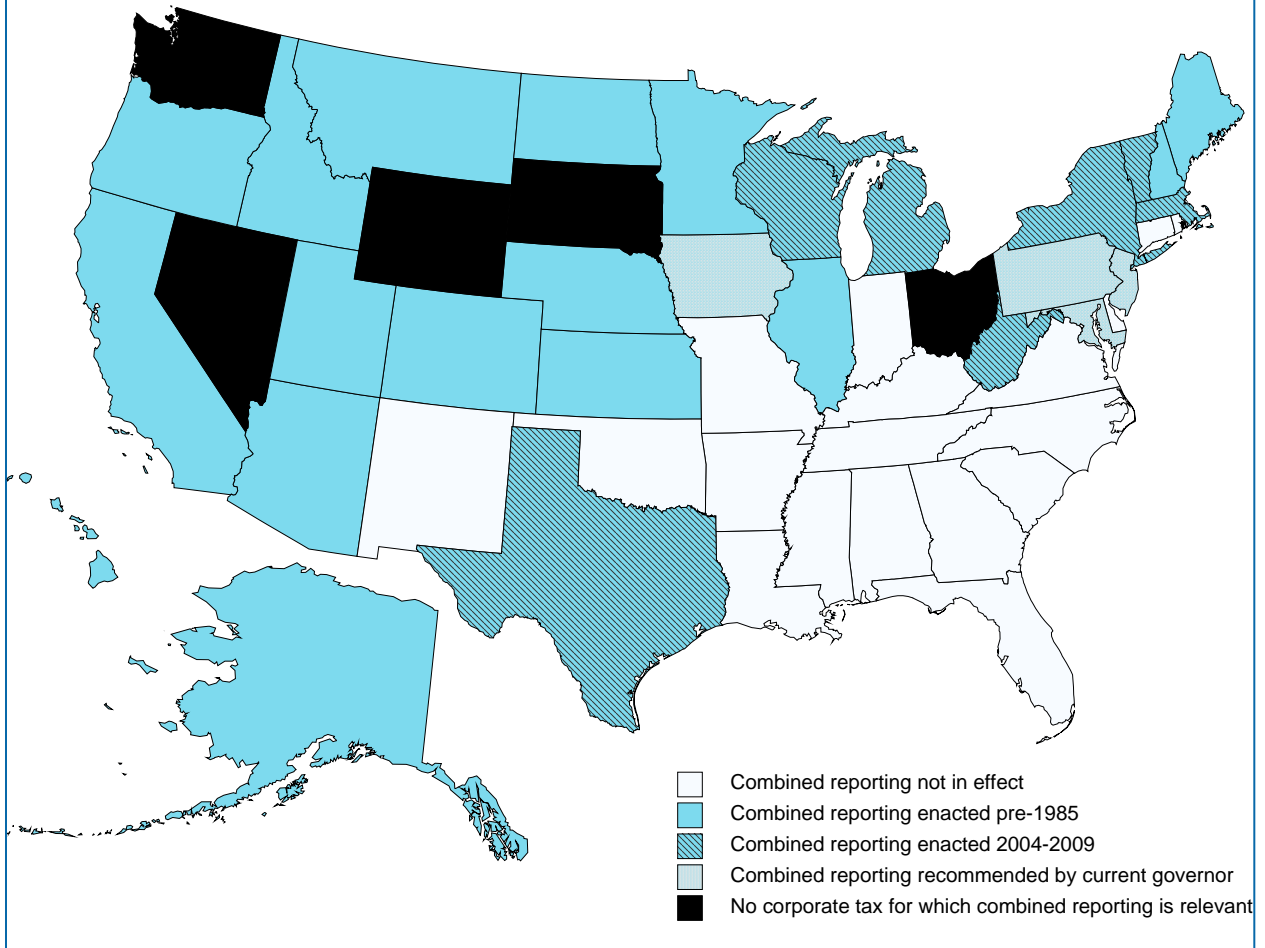 Combined reporting not in effect
Combined reporting enacted pre-1985
Combined reporting enacted 2004-2009
Combined reporting recommended by current governor
No corporate tax for which combined reporting is relevant